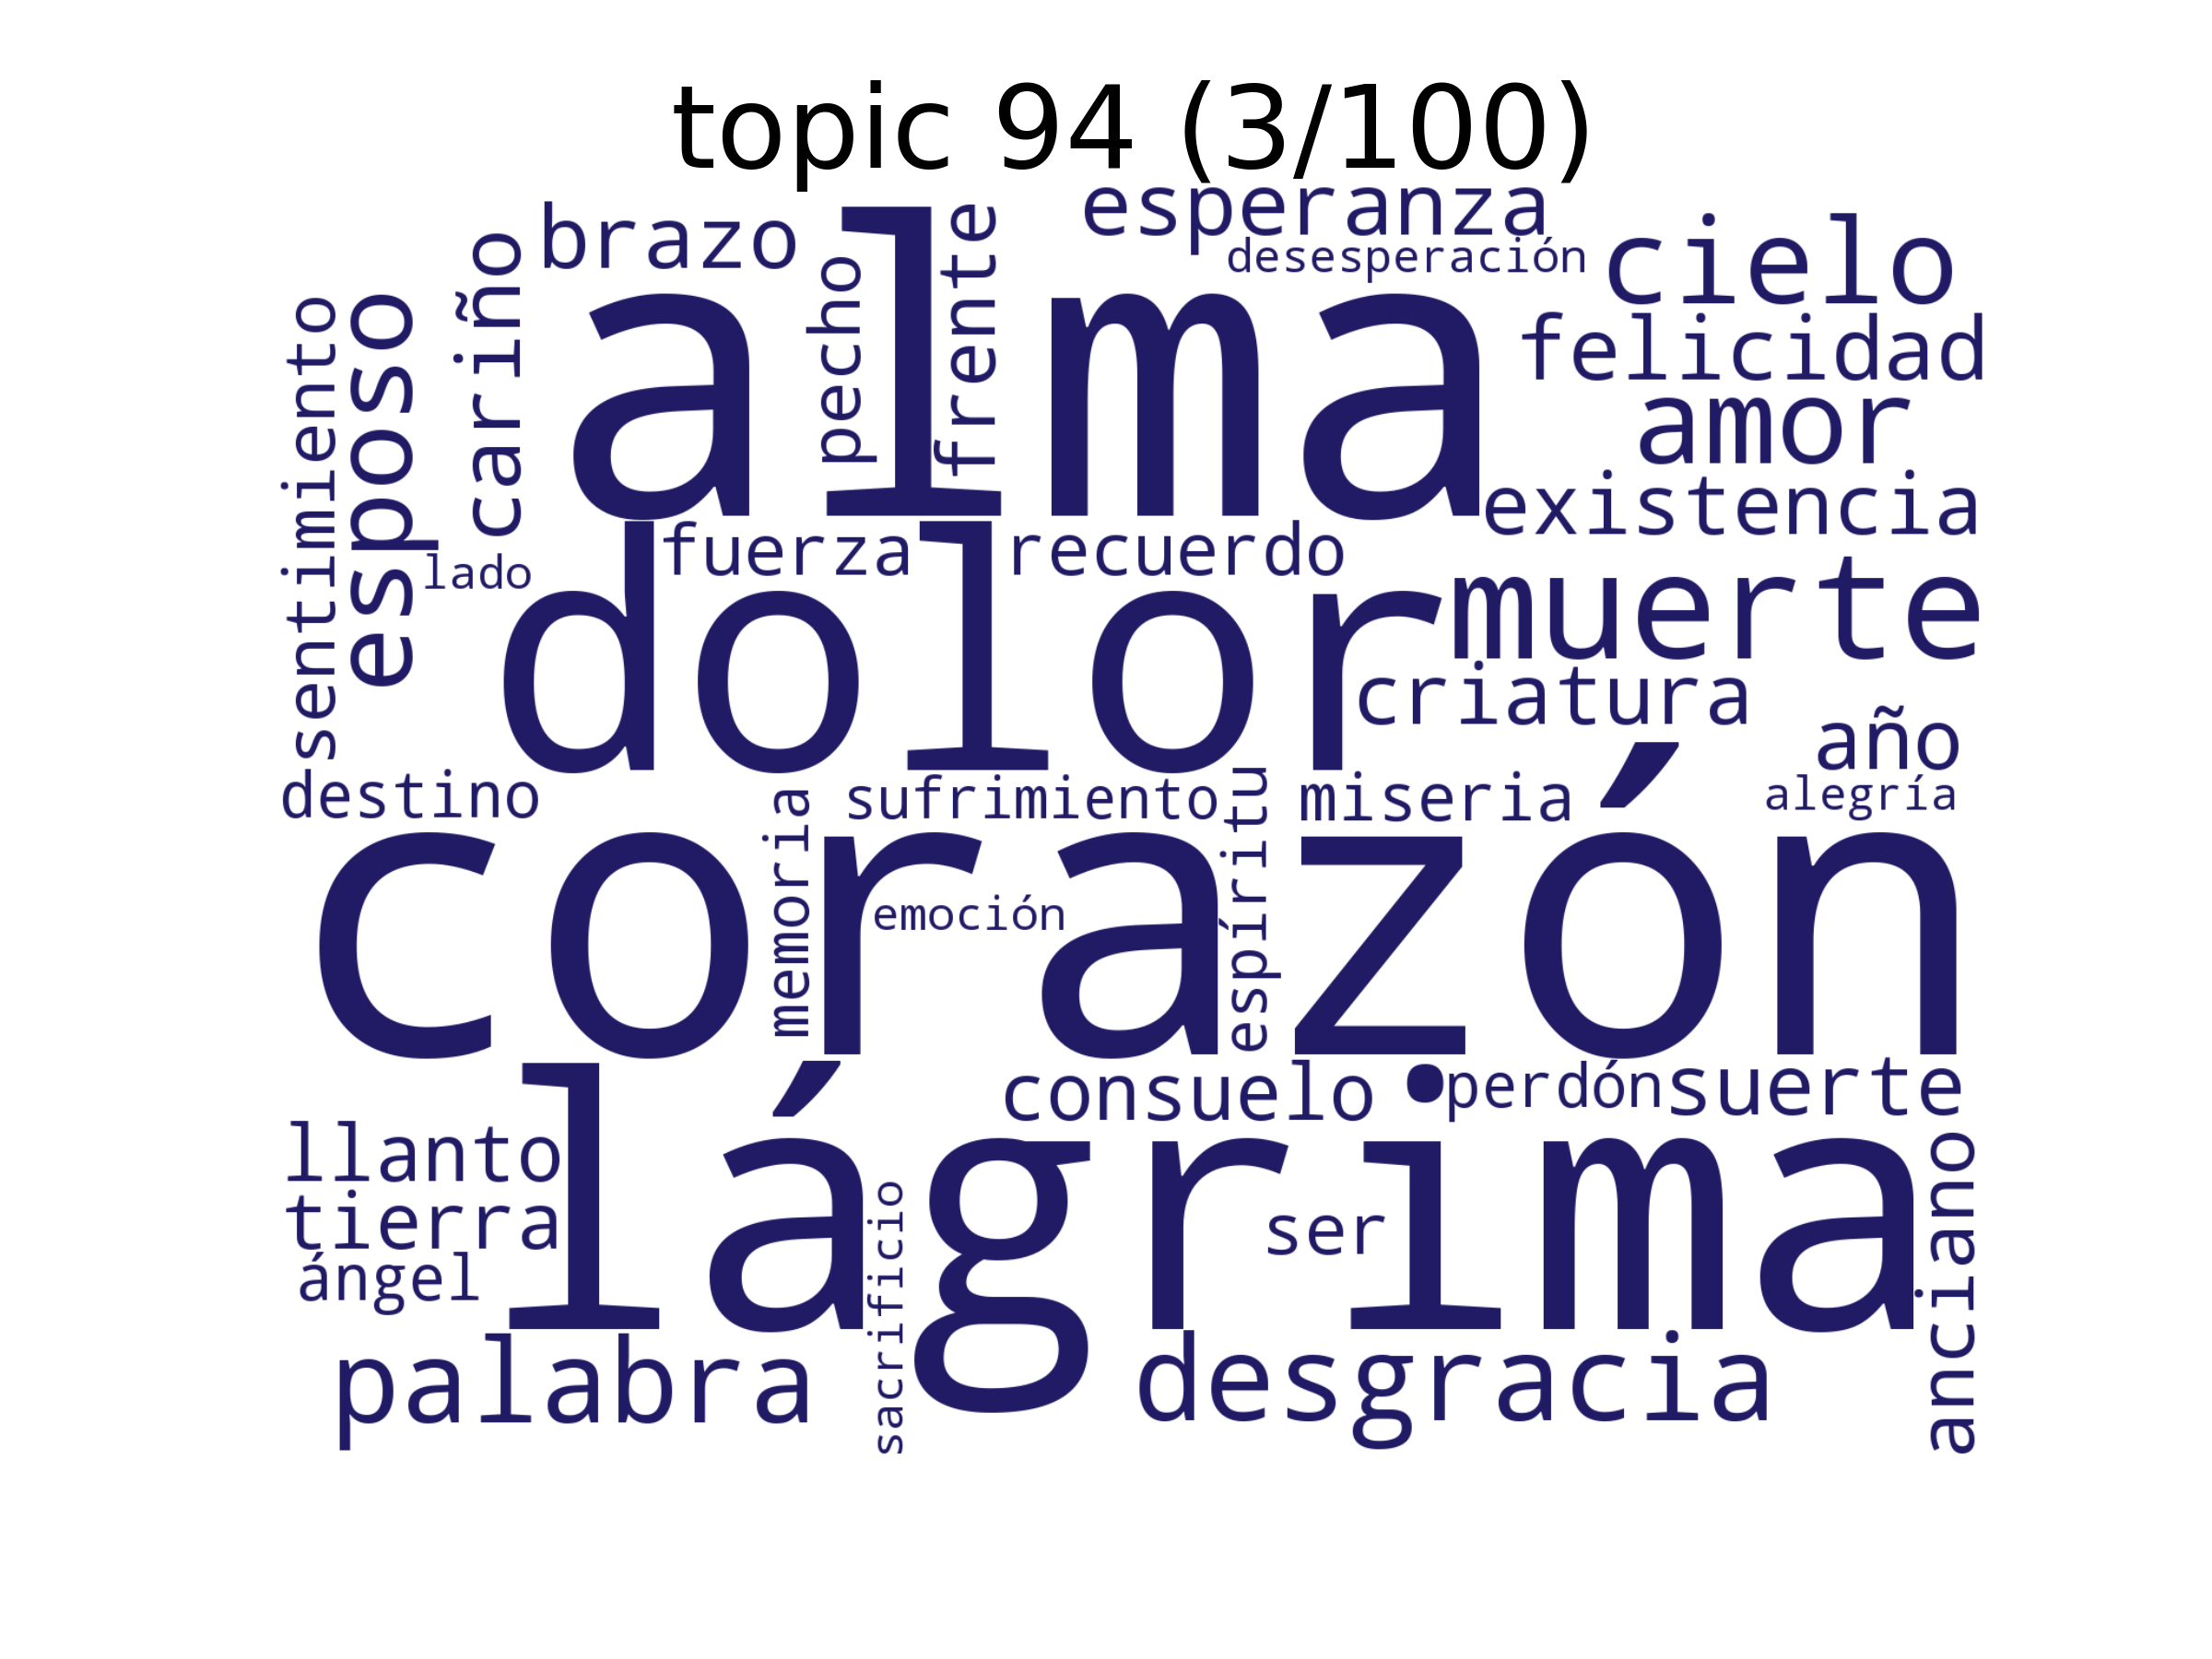 topic 94 (3/100)
esperanza
brazo
desesperación
cielo
alma
pecho
frente
cariño
esposo
sentimiento
felicidad
amor
existencia
lado
fuerza
recuerdo
dolor
muerte
criatura
año
destino
sufrimiento
miseria
alegría
corazón
memoria
emoción
espíritu
consuelo
perdón
suerte
llanto
lágrima
tierra
ser
ángel
sacrificio
anciano
palabra
desgracia